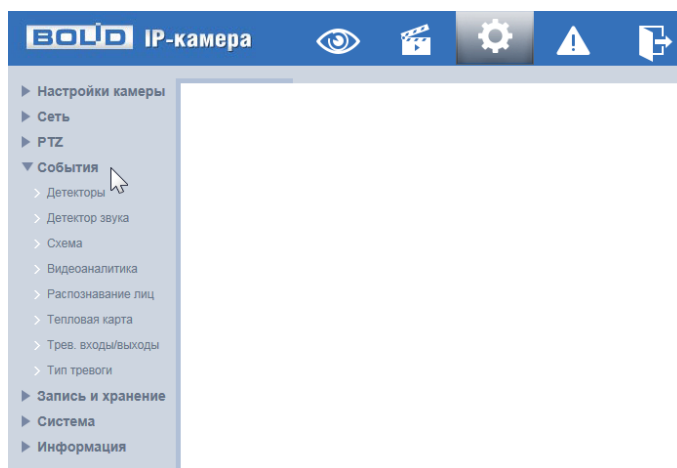 BOLID IP-камера
Настройки камеры
Сеть
PTZ
События
Детекторы
Детектор звука
Схема
Видеоаналитика
Распознавание лиц
Тепловая карта
Трев. входы/выходы
Тип тревоги
Запись и хранение
Система
Информация